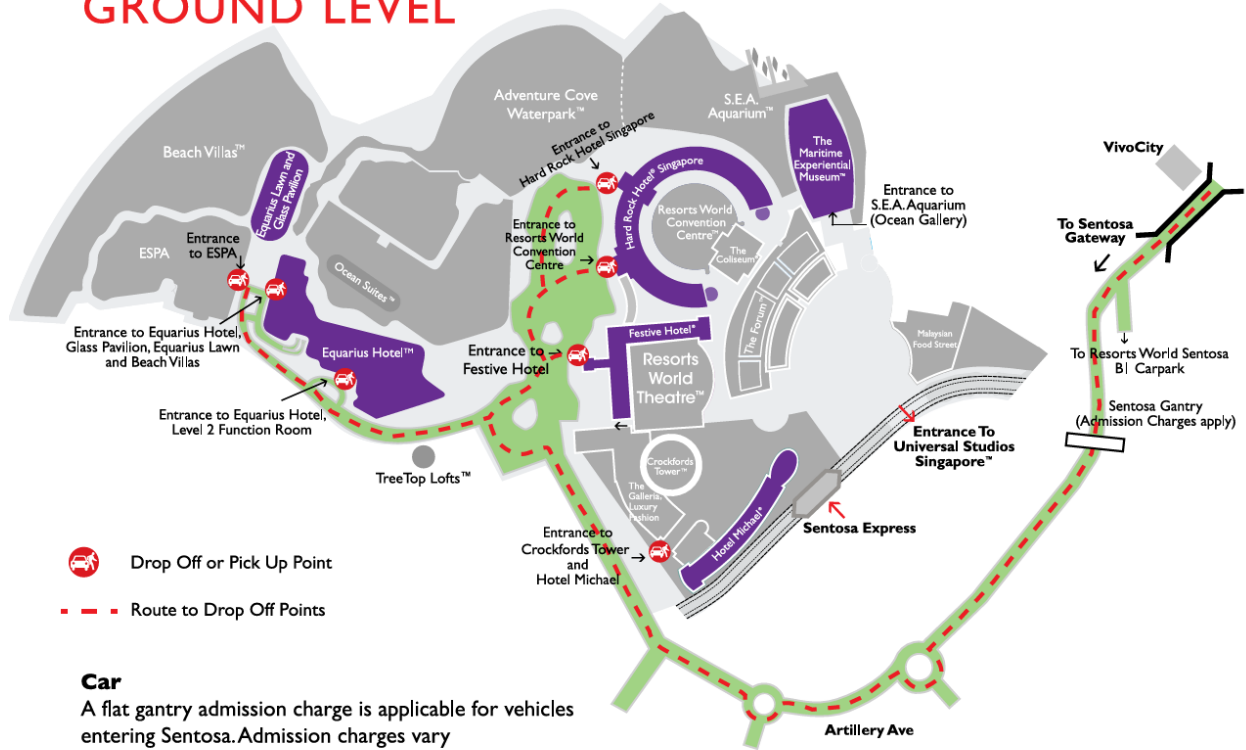 GROUND LEVEL
Adventure Cove
Waterpark™
S.E.A.
Aquarium™
Beach Villas™
Equarius Lawn and
Glass Pavilion
Entrance to
Hard Rock Hotel Singapore
Hard Rock Hotel® Singapore
The
Maritime
Experiential
Museum™
VivoCity
Entrance to
S.E.A. Aquarium
(Ocean Gallery)
To Sentosa
Gateway
ESPA
Entrance
to ESPA
Ocean Suites™
Entrance to
Resorts World
Convention
Centre
Resorts World
Convention
Centre™
The
Coliseum™
The Forum™
Entrance to Equarius Hotel,
Glass Pavilion, Equarius Lawn
and Beach Villas
Equarius Hotel™
Entrance to
Festive Hotel
Festive Hotel®
Resorts
World
Theatre™
Malaysian
Food Street
To Resorts World Sentosa
B1 Carpark
Entrance to Equarius Hotel,
Level 2 Function Room
Sentosa Gantry
(Admission Charges apply)
Entrance To
Universal Studios
Singapore™
TreeTop Lofts™
Crockfords
Tower™
The
Galleria,
Luxury
Fashion
Hotel Michael®
Sentosa Express
Entrance to
Crockfords Tower
and
Hotel Michael
Drop Off or Pick Up Point
Route to Drop Off Points
Car
A flat gantry admission charge is applicable for vehicles
entering Sentosa. Admission charges vary
Artillery Ave